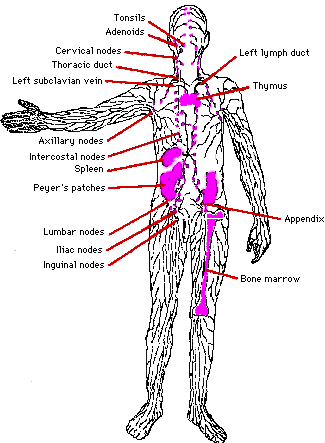 Tonsils
Adenoids
Cervical nodes
Thoracic duct
Left subclavian vein
Left lymph duct
Thymus
Axillary nodes
Intercostal nodes
Spleen
Peyer's patches
Appendix
Lumbar nodes
Iliac nodes
Inguinal nodes
Bone marrow